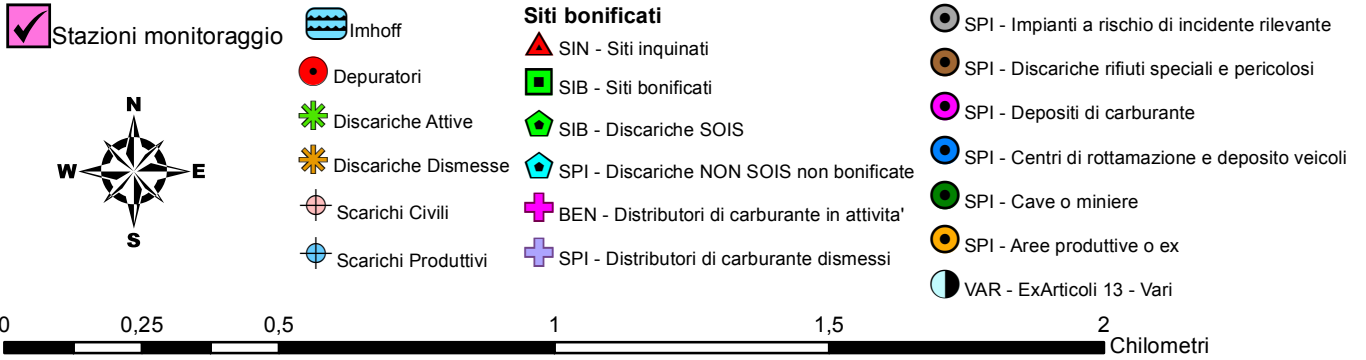 Stazioni monitoraggio
N
W
E
S
Imhoff
Depuratori
Discariche Attive
Discariche Dismesse
Scarichi Civili
Scarichi Produttivi
Siti bonificati
SIN - Siti inquinati
SIB - Siti bonificati
SIB - Discariche SOIS
SPI - Discariche NON SOIS non bonificate
BEN - Distributori di carburante in attivita'
SPI - Distributori di carburante dismessi
SPI - Impianti a rischio di incidente rilevante
SPI - Discariche rifiuti speciali e pericolosi
SPI - Depositi di carburante
SPI - Centri di rottamazione e deposito veicoli
SPI - Cave o miniere
SPI - Aree produttive o ex
VAR - ExArticoli 13 - Vari
0 0,25 0,5 1 1,5 2
Chilometri